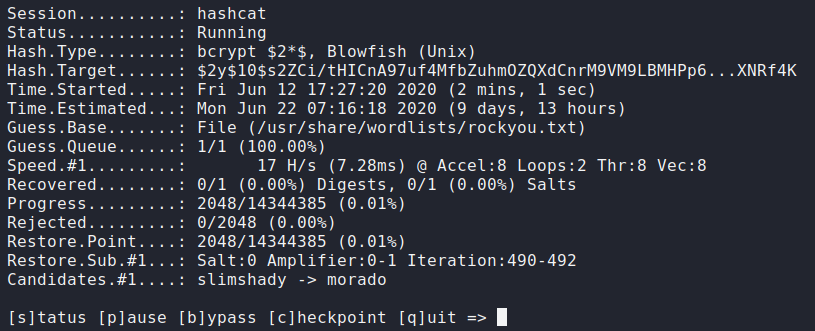 Session..........: hashcat
Status...........: Running
Hash.Type........: bcrypt $2*$, Blowfish (Unix)
Hash.Target......: $2y$10$s2ZCi/tHICnA97uf4MfbZuhmOZQXdCnrM9VM9LBMHPp6...XNRf4K
Time.Started.....: Fri Jun 12 17:27:20 2020 (2 mins, 1 sec)
Time.Estimated...: Mon Jun 22 07:16:18 2020 (9 days, 13 hours)
Guess.Base.......: File (/usr/share/wordlists/rockyou.txt)
Guess.Queue......: 1/1 (100.00%)
Speed.#1.........:       17 H/s (7.28ms) @ Accel:8 Loops:2 Thr:8 Vec:8
Recovered........: 0/1 (0.00%) Digests, 0/1 (0.00%) Salts
Progress.........: 2048/14344385 (0.01%)
Rejected.........: 0/2048 (0.00%)
Restore.Point....: 2048/14344385 (0.01%)
Restore.Sub.#1...: Salt:0 Amplifier:0-1 Iteration:490-492
Candidates.#1....: slimshady -> morado
[s]tatus [p]ause [b]ypass [c]heckpoint [q]uit =>